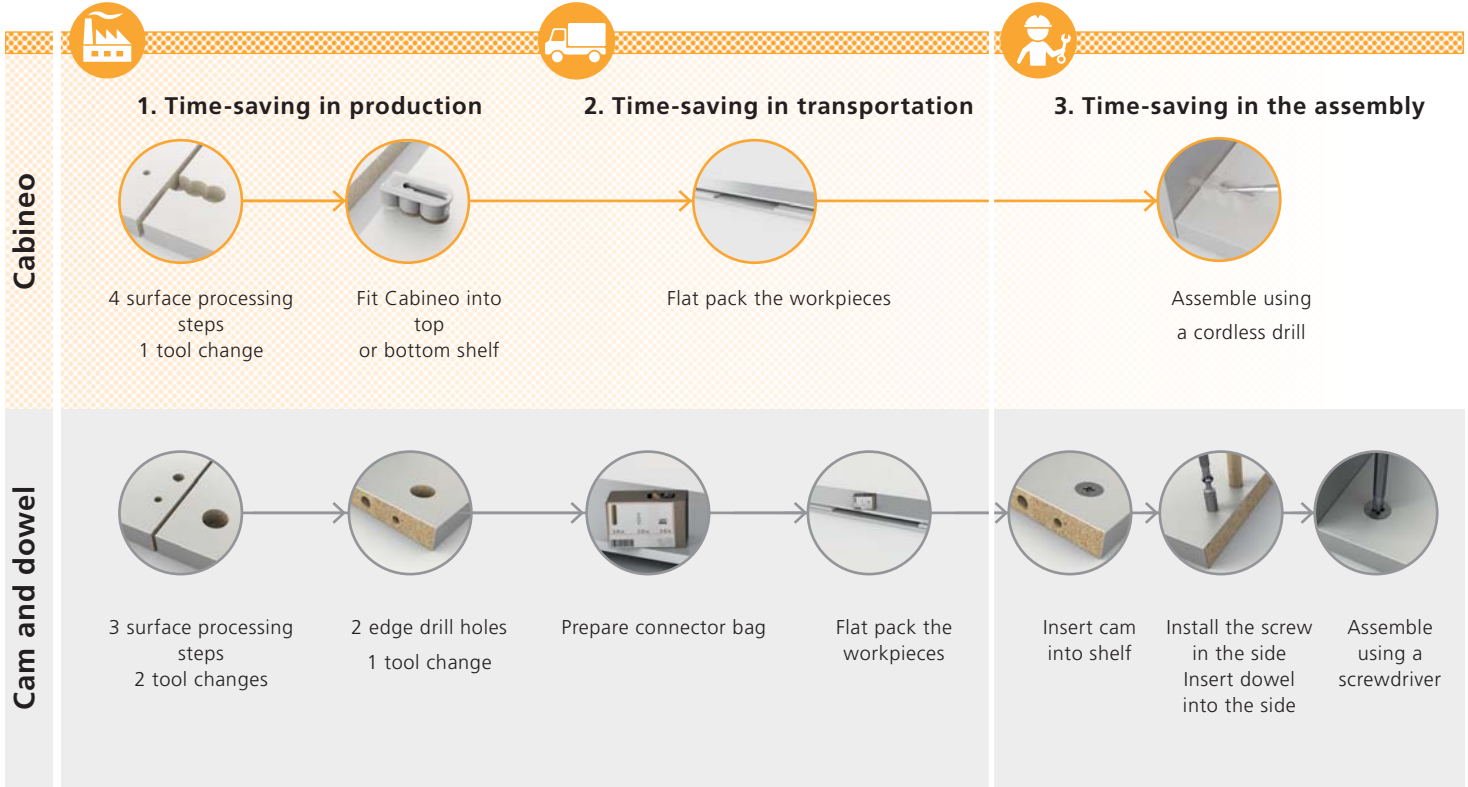 1. Time-saving in production
2. Time-saving in transportation
3. Time-saving in the assembly
Cabineo
4 surface processing
steps
1 tool change
Fit Cabineo into
top
or bottom shelf
Flat pack the workpieces
Assemble using
a cordless drill
Cam and dowel
3 surface processing
steps
2 tool changes
2 edge drill holes
1 tool change
Prepare connector bag
Flat pack the
workpieces
Insert cam
into shelf
Install the screw
in the side
Insert dowel
into the side
Assemble
using a
screwdriver